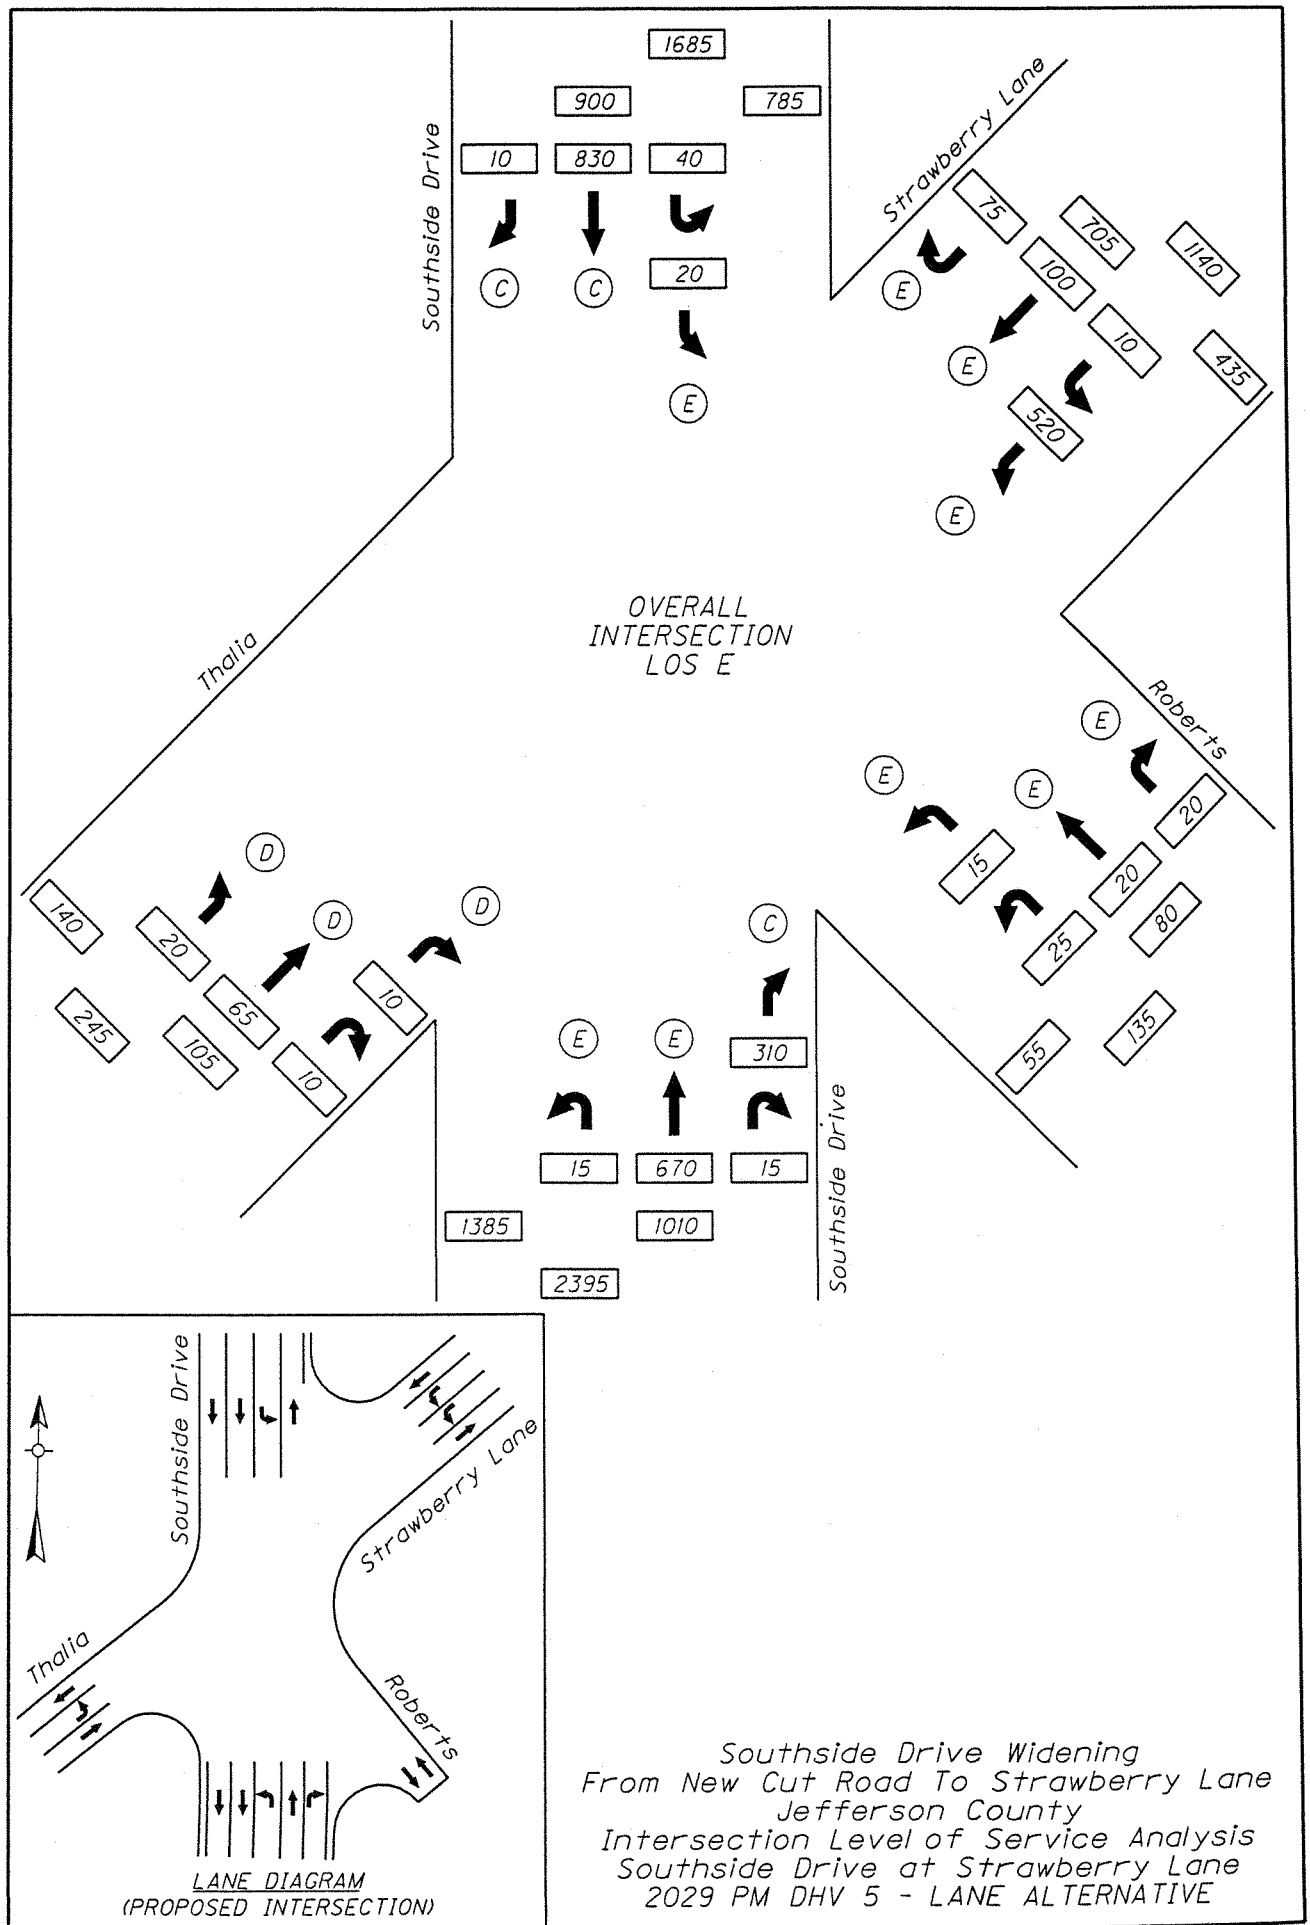 1685
900
785
10
830
40
Southside Drive
C
C
20
E
Strawberry Lane
75
705
1140
100
10
435
E
E
520
E
OVERALL
INTERSECTION
LOS E
Thalia
Roberts
E
E
E
20
15
20
80
25
135
55
D
D
D
140
20
65
10
245
105
10
C
E
E
310
15
670
15
1385
1010
2395
Southside Drive
Southside Drive
Strawberry Lane
Thalia
Roberts
LANE DIAGRAM
(PROPOSED INTERSECTION)
Southside Drive Widening
From New Cut Road To Strawberry Lane
Jefferson County
Intersection Level of Service Analysis
Southside Drive at Strawberry Lane
2029 PM DHV 5 - LANE ALTERNATIVE